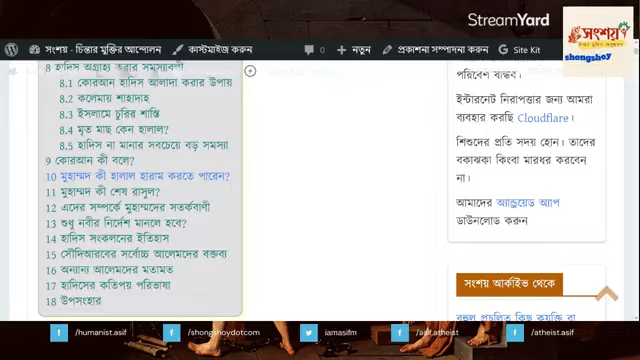 StreamYard
সংশয়
চিন্তার মুক্তির আন্দোলন
shongshoy
সংশয় - চিন্তার মুক্তির আন্দোলন
কাস্টমাইজ করুন
0
নতুন
প্রকাশনা সম্পাদনা করুন
Site Kit
8 হাদিস অগ্রাহ্য করার সমস্যাবলী
8.1 কোরআন হাদিস আলাদা করার উপায়
8.2 কলেমায় শাহাদাহ
8.3 ইসলামে চুরির শাস্তি
8.4 মৃত মাছ কেন হালাল?
8.5 হাদিস না মানার সবচেয়ে বড় সমস্যা
9 কোরআন কী বলে?
10 মুহাম্মদ কী হালাল হারাম করতে পারেন?
11 মুহাম্মদ কী শেষ রাসুল?
12 এদের সম্পর্কে মুহাম্মদের সতর্কবাণী
13 শুধু নবীর নির্দেশ মানলে হবে?
14 হাদিস সংকলনের ইতিহাস
15 সৌদিআরবের সর্বোচ্চ আলেমদের বক্তব্য
16 অন্যান্য আলেমদের মতামত
17 হাদিসের কতিপয় পরিভাষা
18 উপসংহার
পরিবেশ বান্ধব।
ইন্টারনেট নিরাপত্তার জন্য আমরা
ব্যবহার করছি Cloudflare।
শিশুদের প্রতি সদয় হোন। তাদের
বকাঝকা কিংবা মারধর করবেন
না।
আমাদের অ্যান্ড্রয়েড অ্যাপ
ডাউনলোড করুন
সংশয় আর্কাইভ থেকে
বহুল প্রচলিত কিছু কুযুক্তি বা
/humanist.asif
/shongshoydotcom
iamasifm
/asif.atheist
/atheist.asif